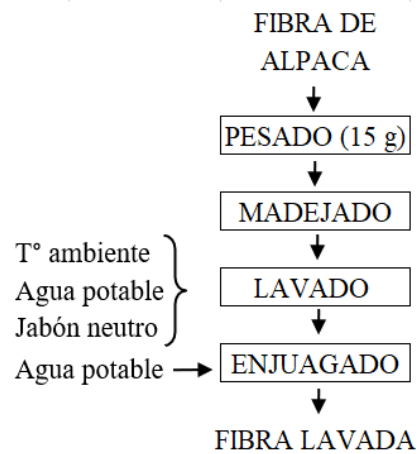 FIBRA DE
ALPACA
PESADO (15 g)
MADEJADO
T° ambiente
Agua potable
Jabón neutro
LAVADO
Agua potable
ENJUAGADO
FIBRA LAVADA